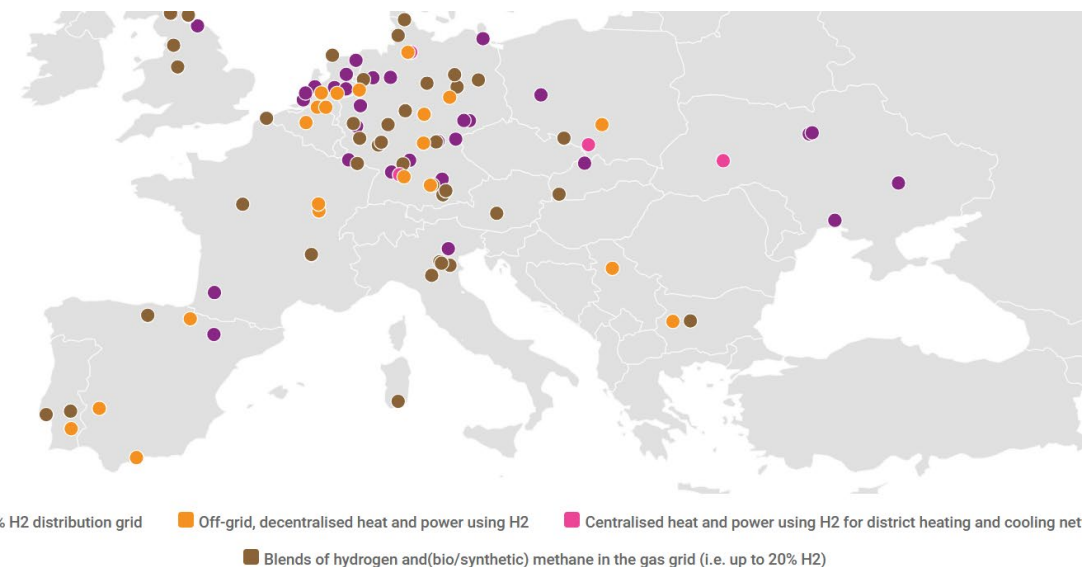 % H2 distribution grid
Off-grid, decentralised heat and power using H2
Centralised heat and power using H2 for district heating and cooling net
Blends of hydrogen and(bio/synthetic) methane in the gas grid (i.e. up to 20% H2)